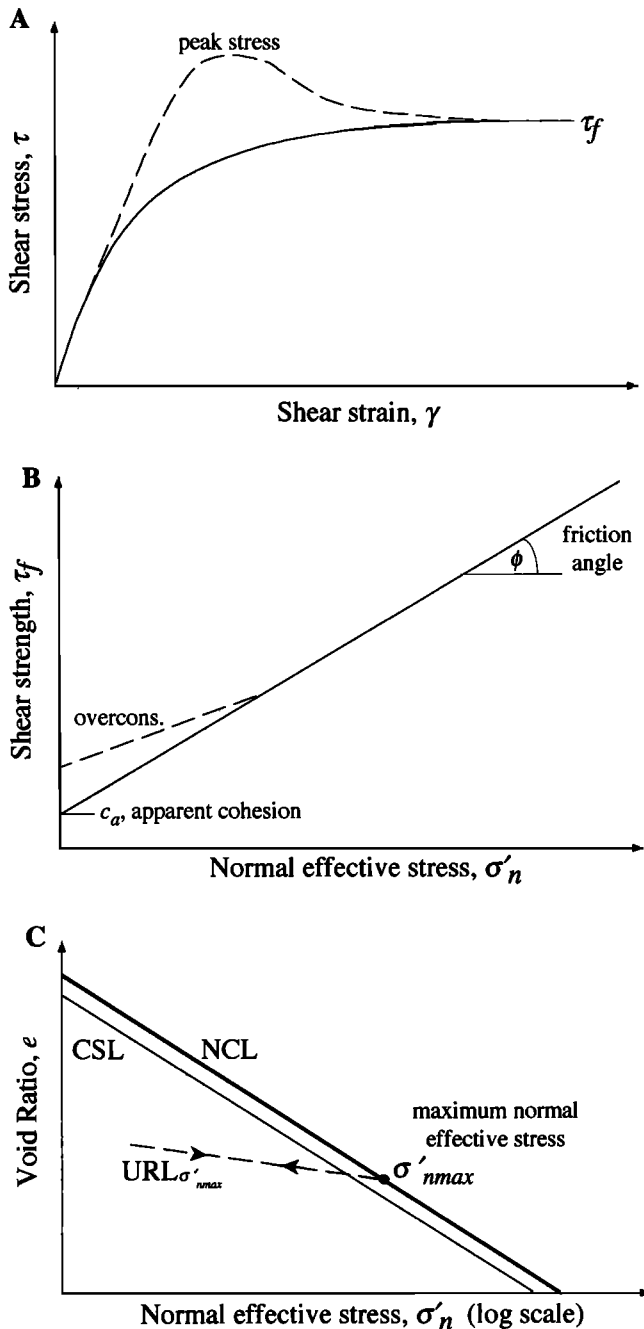 A
peak stress
Shear stress, τ
τf
Shear strain, γ
B
Shear strength, τf
friction
angle
ϕ
overcons.
ca, apparent cohesion
Normal effective stress, σ′n
C
Void Ratio, e
CSL
NCL
maximum normal
effective stress
σ′nmax
URLσ′nmax
Normal effective stress, σ′n (log scale)